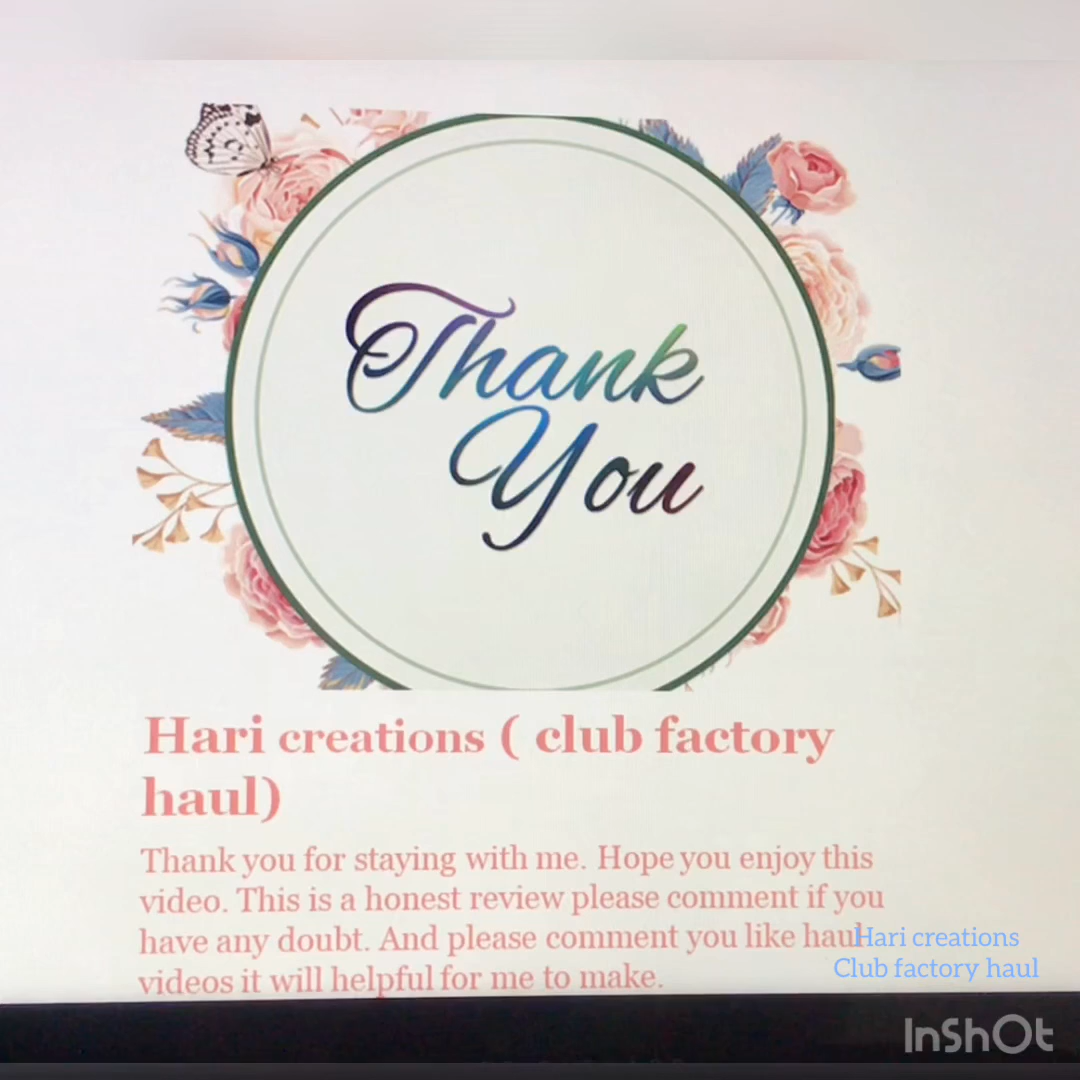 Thank
You
Hari creations ( club factory
haul)
Thank you for staying with me. Hope you enjoy this
video. This is a honest review please comment if you
have any doubt. And please comment you like haul
videos it will helpful for me to make.
Hari creations
Club factory haul
InShOt